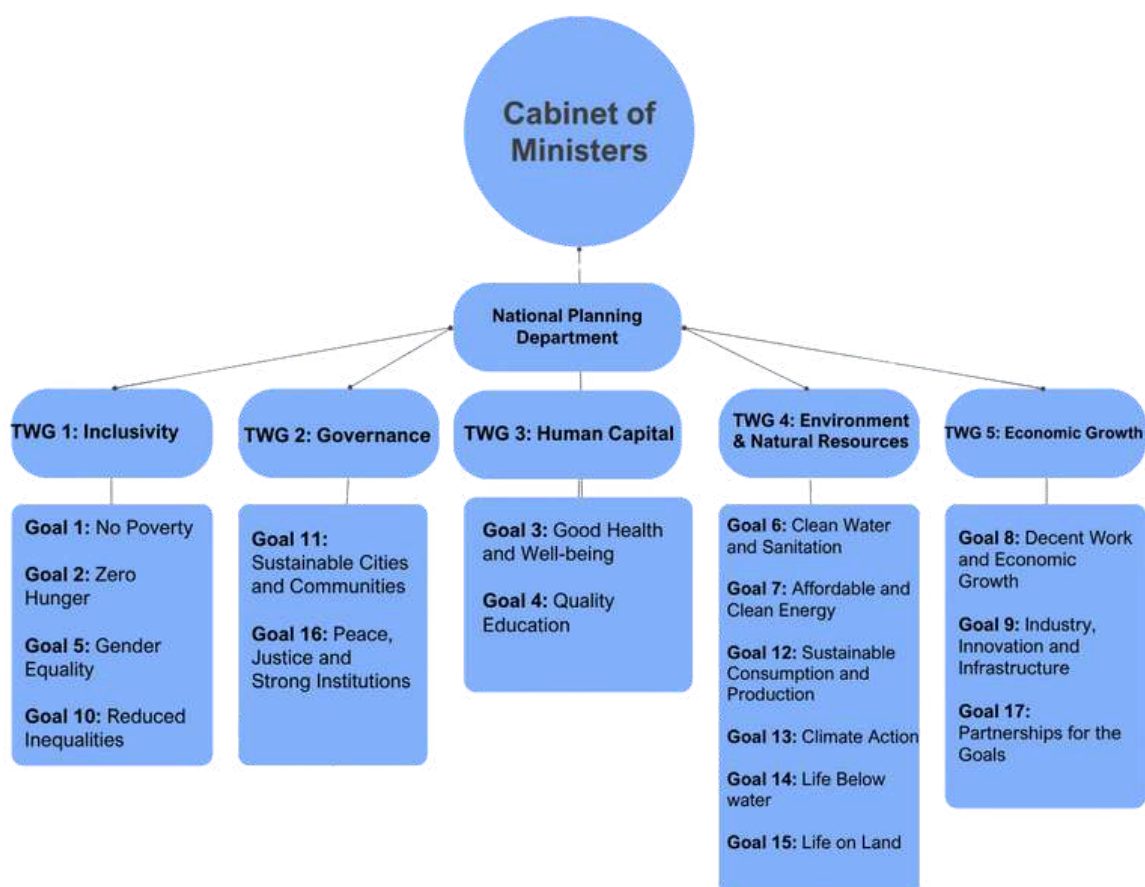 Cabinet of
Ministers
National Planning
Department
TWG 1: Inclusivity
TWG 2: Governance
TWG 3: Human Capital
TWG 4: Environment
& Natural Resources
TWG 5: Economic Growth
Goal 1: No Poverty
Goal 2: Zero
Hunger
Goal 5: Gender
Equality
Goal 10: Reduced
Inequalities
Goal 11:
Sustainable Cities
and Communities
Goal 16: Peace,
Justice and
Strong Institutions
Goal 3: Good Health
and Well-being
Goal 4: Quality
Education
Goal 6: Clean Water
and Sanitation
Goal 7: Affordable and
Clean Energy
Goal 12: Sustainable
Consumption and
Production
Goal 13: Climate Action
Goal 14: Life Below
water
Goal 15: Life on Land
Goal 8: Decent Work
and Economic
Growth
Goal 9: Industry,
Innovation and
Infrastructure
Goal 17:
Partnerships for the
Goals